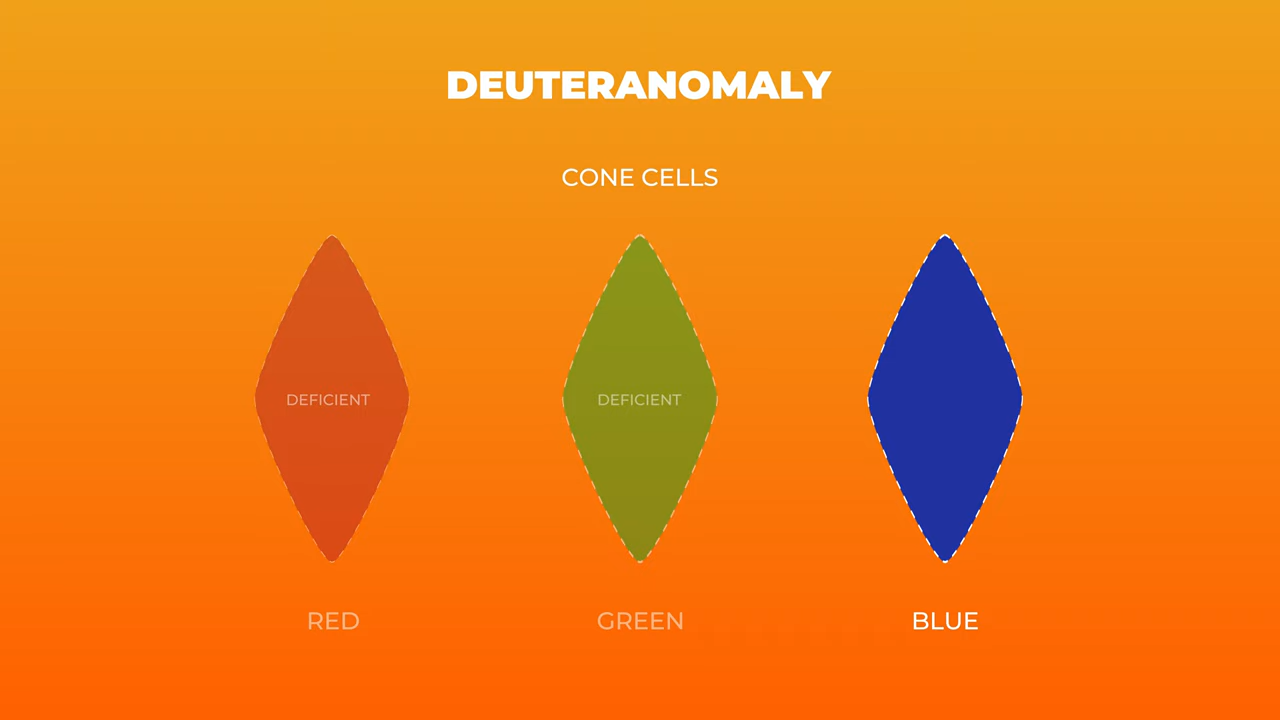 DEUTERANOMALY
CONE CELLS
DEFICIENT
DEFICIENT
RED
GREEN
BLUE